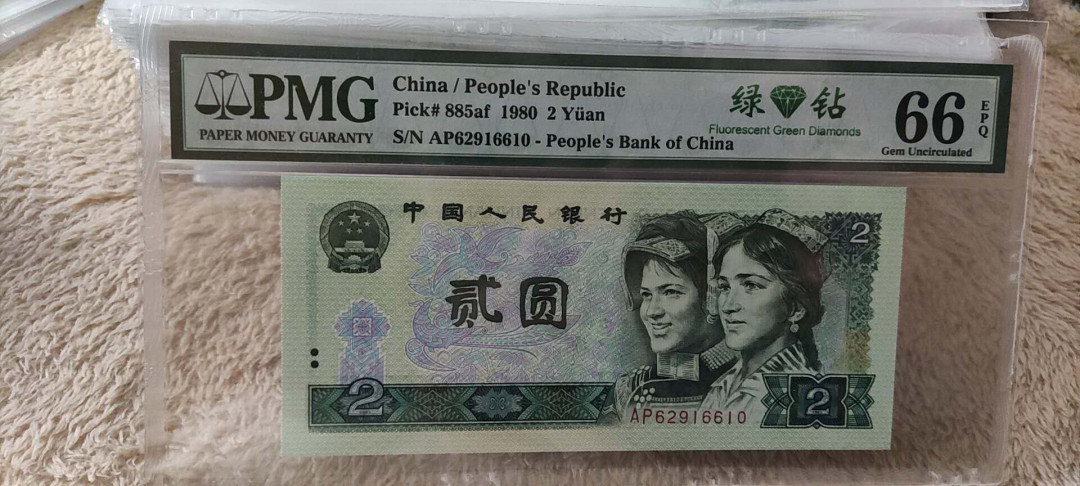 PMG
PAPER MONEY GUARANTY
China / People's Republic
Pick# 885af 1980 2 Yüan
S/N AP62916610 - People's Bank of China
绿 钻
Fluorescent Green Diamonds
66
EPQ
Gem Uncirculated
中国人民银行
2
贰圆
2
AP62916610
2